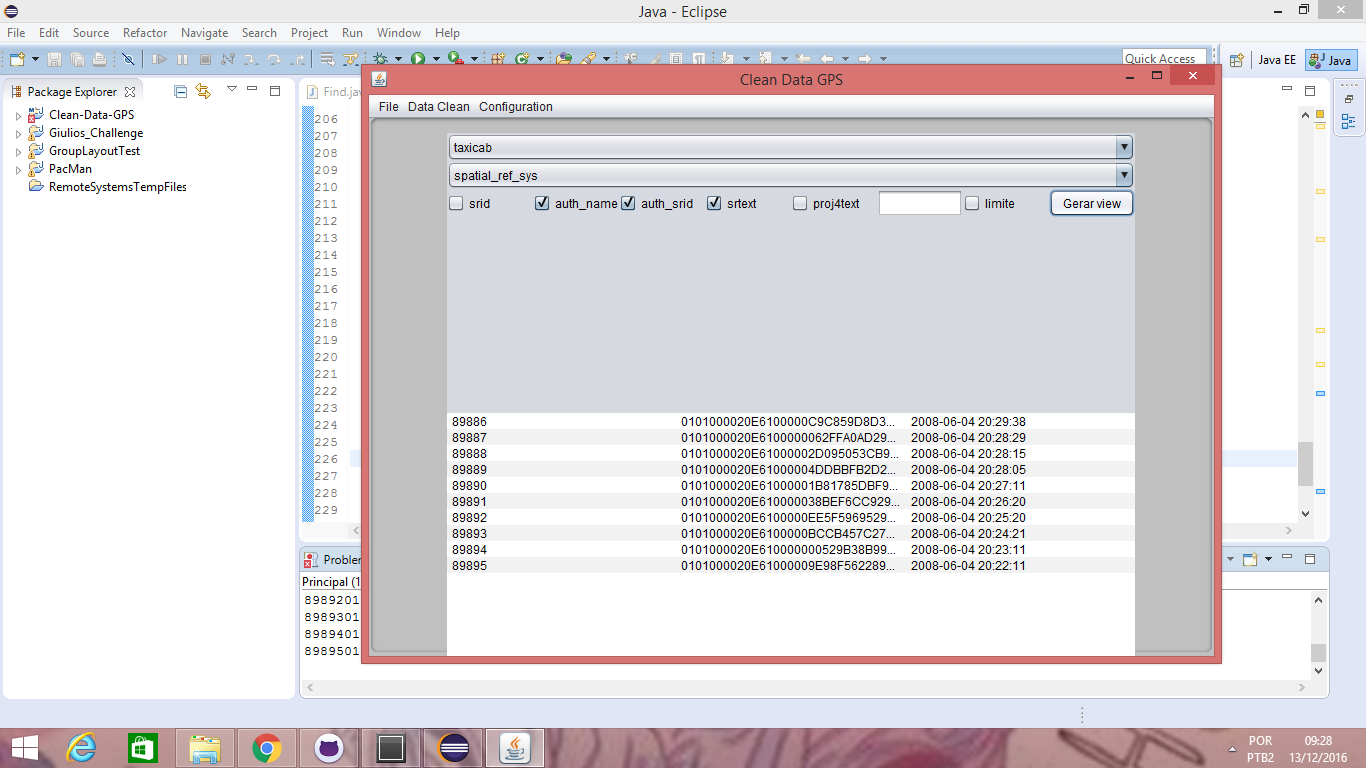 Java - Eclipse
File Edit Source Refactor Navigate Search Project Run Window Help
Quick Access
Java EE
Java
Package Explorer
Clean-Data-GPS
Giulios_Challenge
GroupLayoutTest
PacMan
RemoteSystemsTempFiles
Find.jav
206
207
208
209
210
211
212
213
214
215
216
217
218
219
220
221
222
223
224
225
226
227
228
229
Clean Data GPS
File Data Clean Configuration
taxicab
spatial_ref_sys
srid auth_name auth_srid srtext proj4text limite Gerar view
89886 0101000020E6100000C9C859D8D3... 2008-06-04 20:29:38
89887 0101000020E6100000062FFA0AD29... 2008-06-04 20:28:29
89888 0101000020E61000002D095053CB9... 2008-06-04 20:28:15
89889 0101000020E61000004DDBBFB2D2... 2008-06-04 20:28:05
89890 0101000020E61000001B81785DBF9... 2008-06-04 20:27:11
89891 0101000020E610000038BEF6CC929... 2008-06-04 20:26:20
89892 0101000020E6100000EE5F5969529... 2008-06-04 20:25:20
89893 0101000020E6100000BCCB457C27... 2008-06-04 20:24:21
89894 0101000020E610000000529B38B99... 2008-06-04 20:23:11
89895 0101000020E61000009E98F562289... 2008-06-04 20:22:11
Problem
Principal (1
8989201
8989301
8989401
8989501
POR 09:28
PTB2 13/12/2016